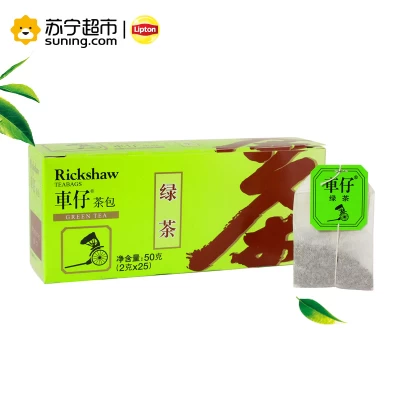 苏宁超市
suning.com
Lipton
Rickshaw
TEABAGS
車仔® 茶包
GREEN TEA
绿茶
茶
净含量:50克
(2克x25)
車仔®
绿茶